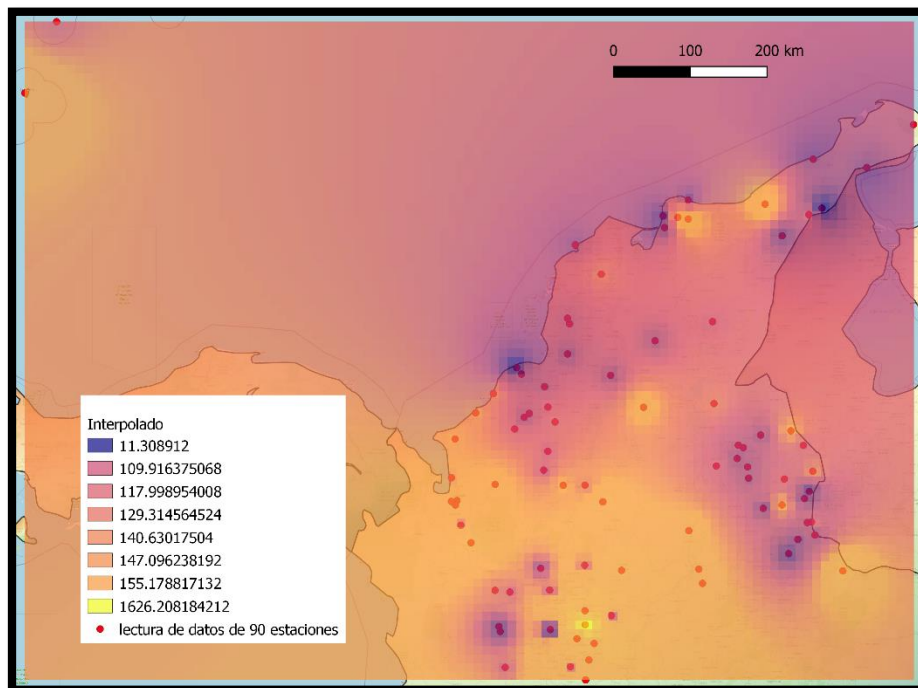 0 100 200 km
Interpolado
11.308912
109.916375068
117.998954008
129.314564524
140.63017504
147.096238192
155.178817132
1626.208184212
lectura de datos de 90 estaciones